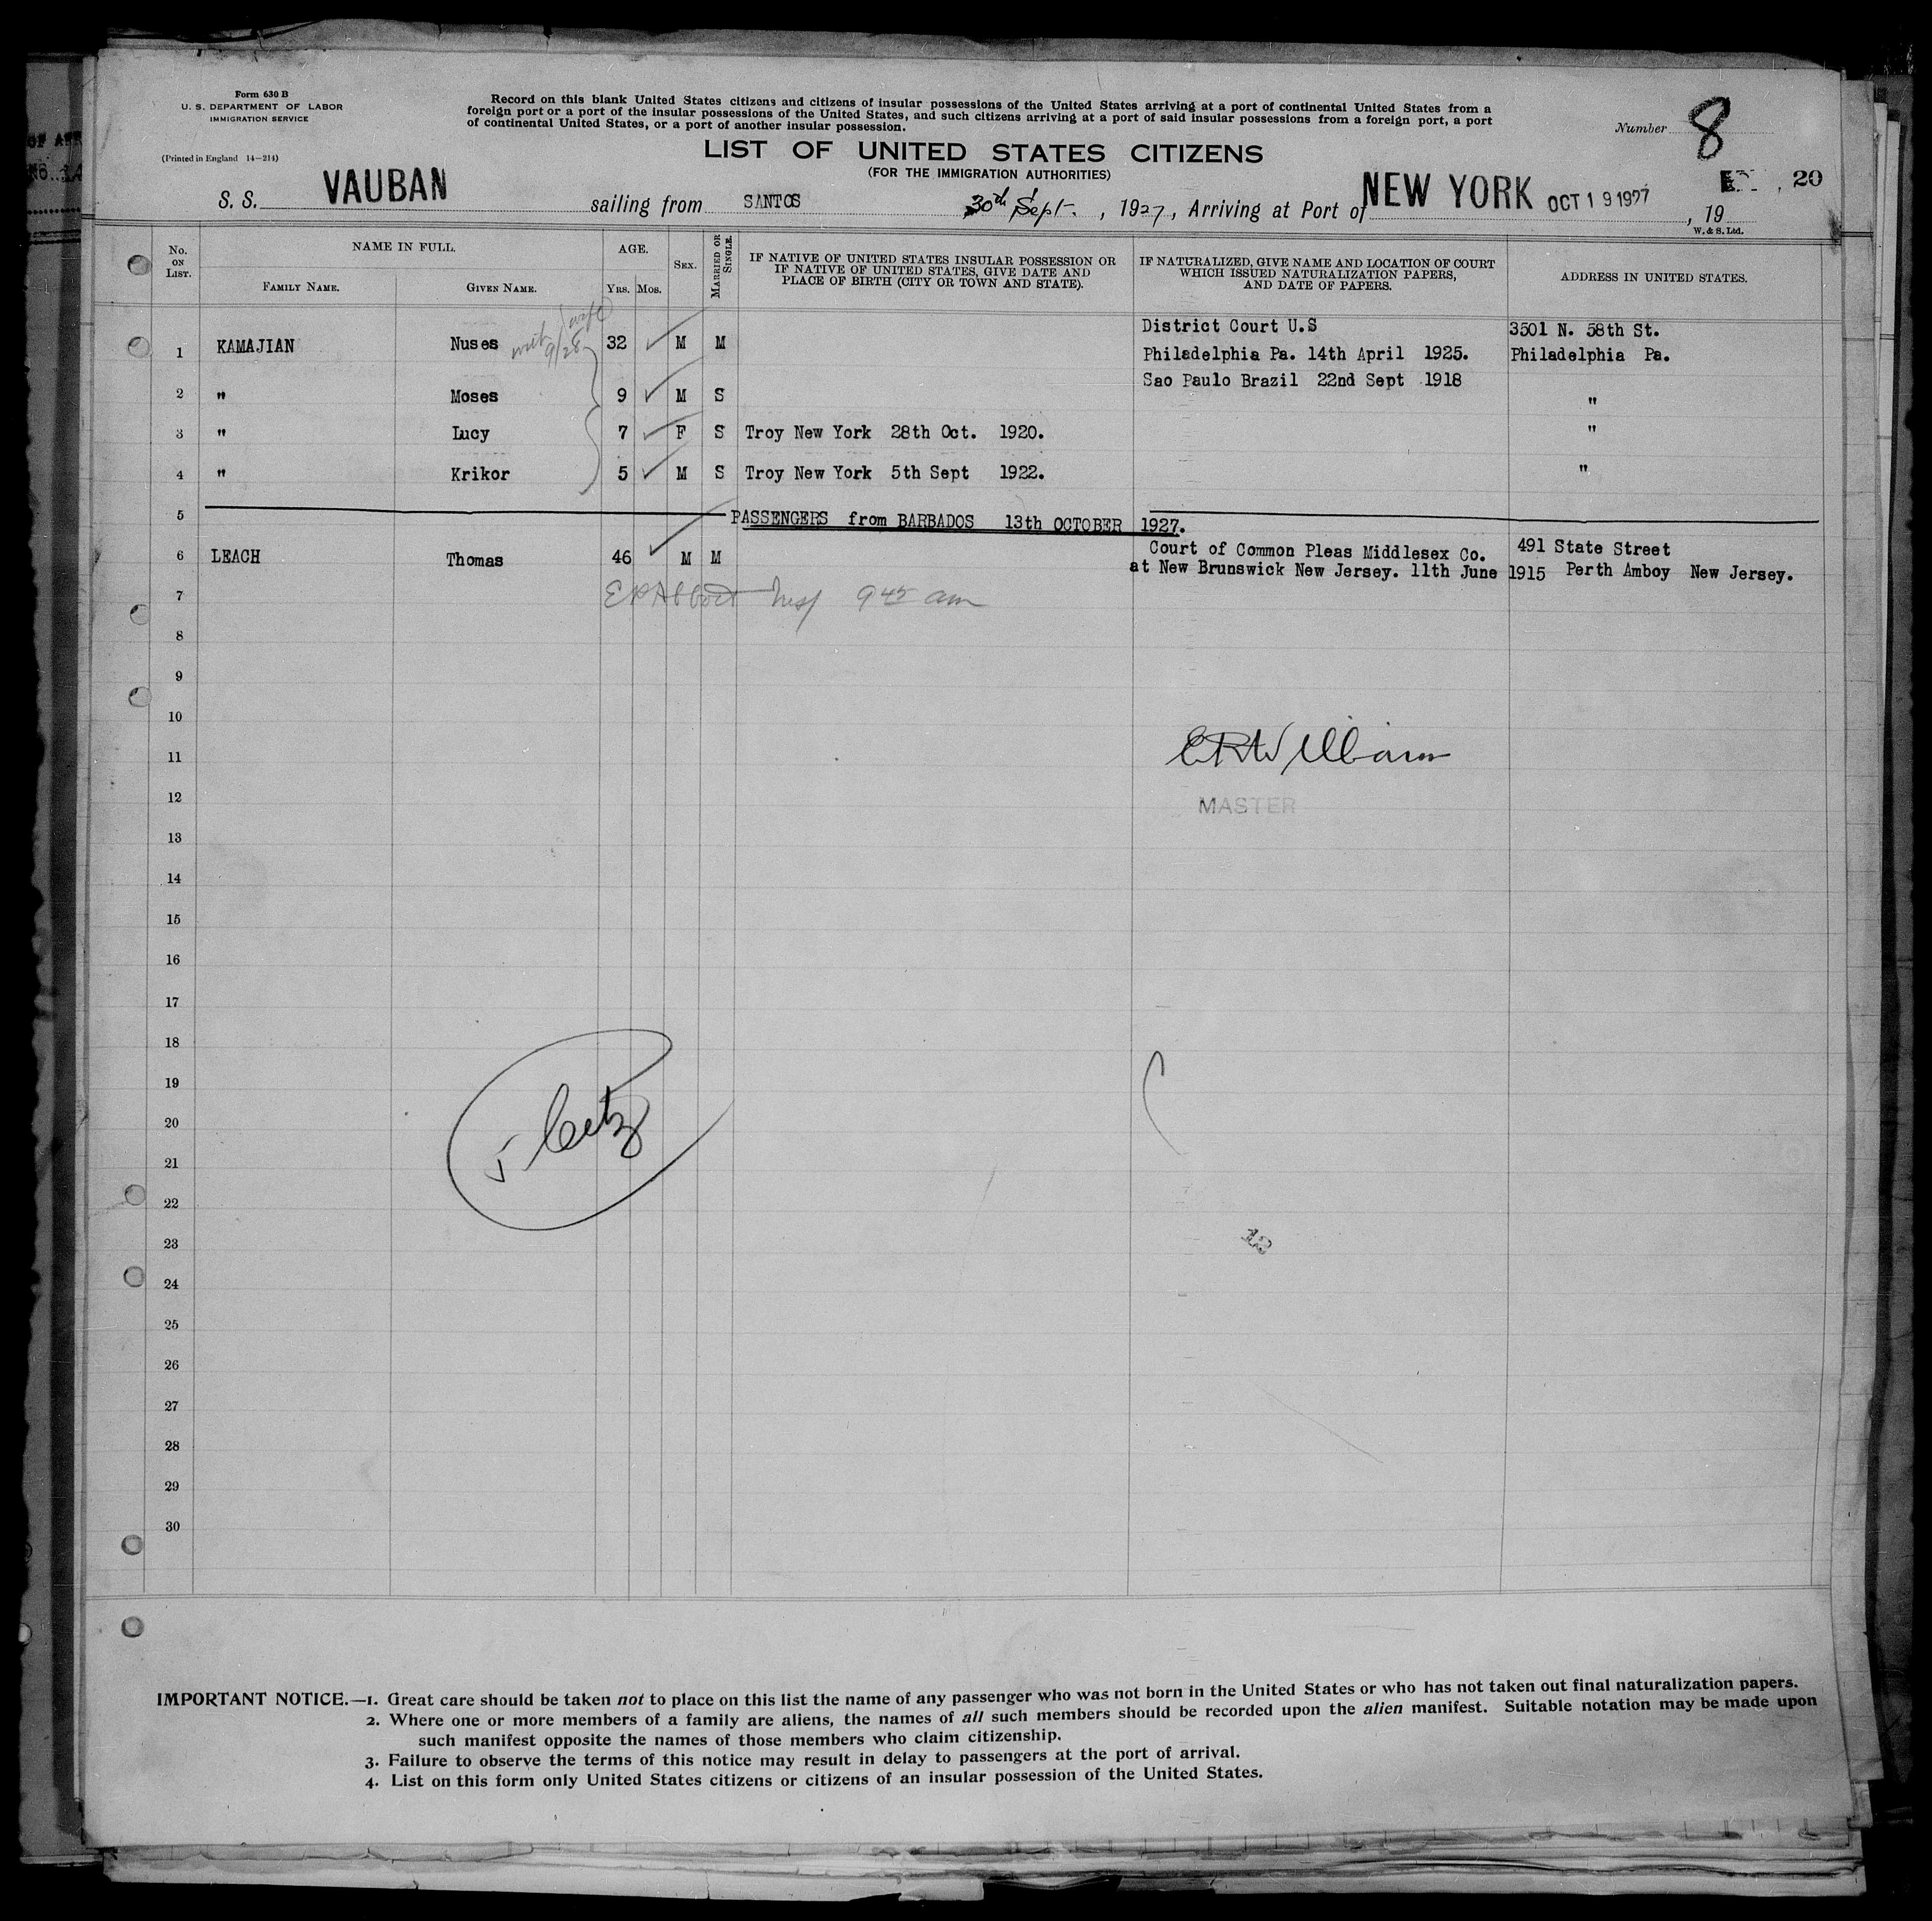 Form 630 B
U. S. DEPARTMENT OF LABOR
IMMIGRATION SERVICE
(Printed in England 14—214)
Record on this blank United States citizens and citizens of insular possessions of the United States arriving at a port of continental United States from a
foreign port or a port of the insular possessions of the United States, and such citizens arriving at a port of said insular possessions from a foreign port, a port
of continental United States, or a port of another insular possession.
Number 8
LIST OF UNITED STATES CITIZENS
(FOR THE IMMIGRATION AUTHORITIES)
20
S. S. VAUBAN sailing from SANTOS 30th Sept. , 1927, Arriving at Port of NEW YORK OCT 19 1927 , 19
W. & S. Ltd.
No. ON LIST.
NAME IN FULL.
FAMILY NAME.
GIVEN NAME.
AGE.
YRS. MOS.
SEX.
MARRIED OR SINGLE.
IF NATIVE OF UNITED STATES INSULAR POSSESSION OR
IF NATIVE OF UNITED STATES, GIVE DATE AND
PLACE OF BIRTH (CITY OR TOWN AND STATE).
IF NATURALIZED, GIVE NAME AND LOCATION OF COURT
WHICH ISSUED NATURALIZATION PAPERS,
AND DATE OF PAPERS.
ADDRESS IN UNITED STATES.
wife
with 9/28
District Court U.S 3501 N. 58th St.
1 KAMAJIAN Nuses 32 M M Philadelphia Pa. 14th April 1925. Philadelphia Pa.
Sao Paulo Brazil 22nd Sept 1918
2 " Moses 9 M S "
3 " Lucy 7 F S Troy New York 28th Oct. 1920. "
4 " Krikor 5 M S Troy New York 5th Sept 1922. "
5 PASSENGERS from BARBADOS 13th OCTOBER 1927.
6 LEACH Thomas 46 M M Court of Common Pleas Middlesex Co. 491 State Street
at New Brunswick New Jersey. 11th June 1915 Perth Amboy New Jersey.
7 Insp 9 45 am
8
9
10
11
12
MASTER
13
14
15
16
17
18
19
20
5 Citz
21
22
23
12
24
25
26
27
28
29
30
IMPORTANT NOTICE.—1. Great care should be taken not to place on this list the name of any passenger who was not born in the United States or who has not taken out final naturalization papers.
2. Where one or more members of a family are aliens, the names of all such members should be recorded upon the alien manifest. Suitable notation may be made upon
such manifest opposite the names of those members who claim citizenship.
3. Failure to observe the terms of this notice may result in delay to passengers at the port of arrival.
4. List on this form only United States citizens or citizens of an insular possession of the United States.